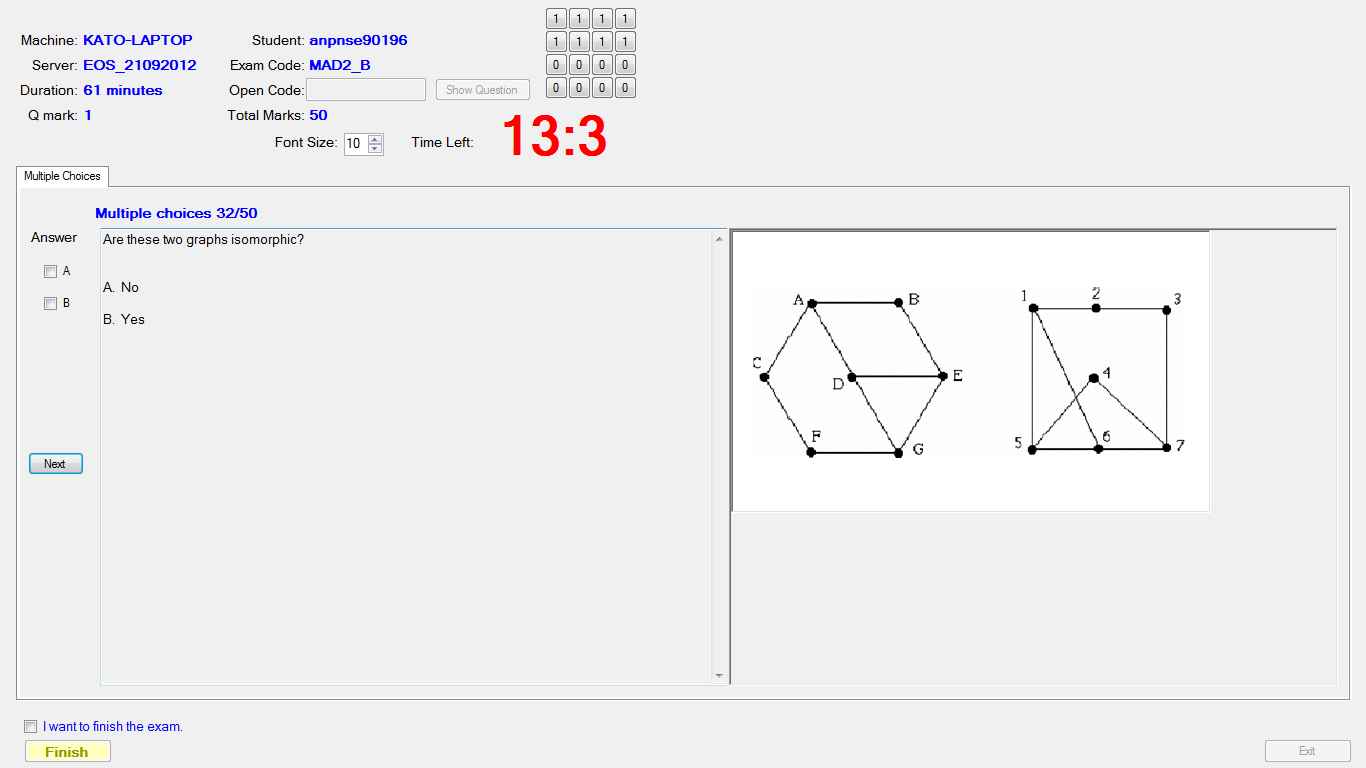 Machine: KATO-LAPTOP Student: anpnse90196
Server: EOS_21092012 Exam Code: MAD2_B
Duration: 61 minutes Open Code: Show Question
Q mark: 1 Total Marks: 50
Font Size: 10 Time Left: 13:3
1 1 1 1
1 1 1 1
0 0 0 0
0 0 0 0
Multiple Choices
Multiple choices 32/50
Answer
A
B
Next
Are these two graphs isomorphic?
A. No
B. Yes
A B
C D E
F G
1 2 3
4
5 6 7
I want to finish the exam.
Finish
Exit